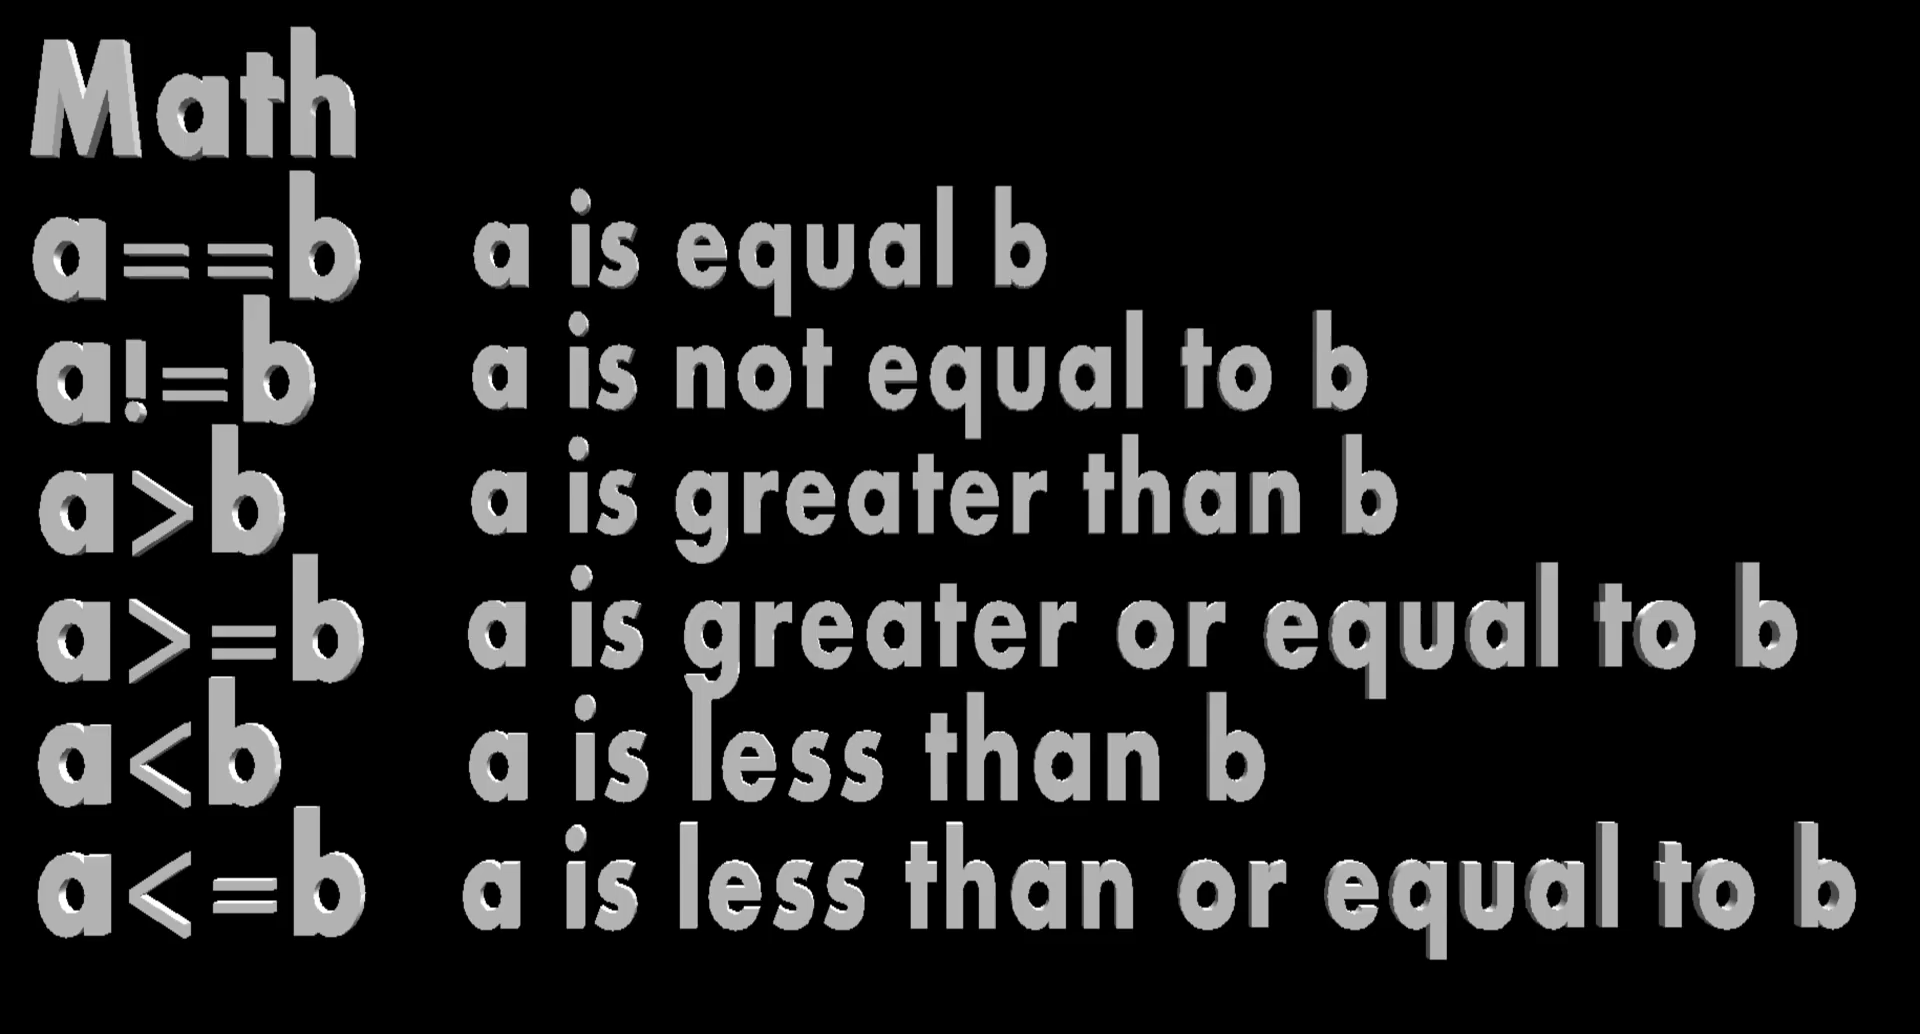 Math
a==b a is equal b
a!=b a is not equal to b
a>b a is greater than b
a>=b a is greater or equal to b
a<b a is less than b
a<=b a is less than or equal to b